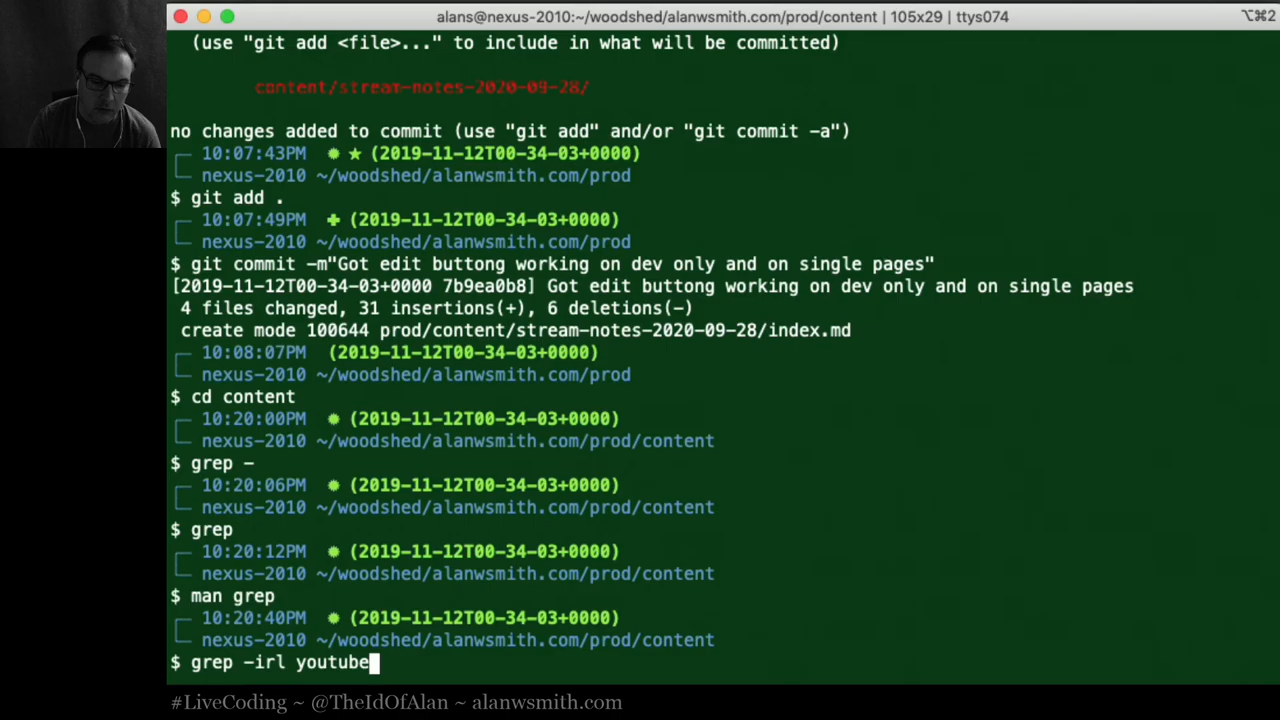 alans@nexus-2010:~/woodshed/alanwsmith.com/prod/content | 105x29 | ttys074 ⌥⌘2
(use "git add <file>..." to include in what will be committed)
content/stream-notes-2020-09-28/
no changes added to commit (use "git add" and/or "git commit -a")
10:07:43PM ✹ ★ (2019-11-12T00-34-03+0000)
nexus-2010 ~/woodshed/alanwsmith.com/prod
$ git add .
10:07:49PM ✚ (2019-11-12T00-34-03+0000)
nexus-2010 ~/woodshed/alanwsmith.com/prod
$ git commit -m"Got edit buttong working on dev only and on single pages"
[2019-11-12T00-34-03+0000 7b9ea0b8] Got edit buttong working on dev only and on single pages
4 files changed, 31 insertions(+), 6 deletions(-)
create mode 100644 prod/content/stream-notes-2020-09-28/index.md
10:08:07PM (2019-11-12T00-34-03+0000)
nexus-2010 ~/woodshed/alanwsmith.com/prod
$ cd content
10:20:00PM ✹ (2019-11-12T00-34-03+0000)
nexus-2010 ~/woodshed/alanwsmith.com/prod/content
$ grep -
10:20:06PM ✹ (2019-11-12T00-34-03+0000)
nexus-2010 ~/woodshed/alanwsmith.com/prod/content
$ grep
10:20:12PM ✹ (2019-11-12T00-34-03+0000)
nexus-2010 ~/woodshed/alanwsmith.com/prod/content
$ man grep
10:20:40PM ✹ (2019-11-12T00-34-03+0000)
nexus-2010 ~/woodshed/alanwsmith.com/prod/content
$ grep -irl youtube
#LiveCoding ~ @TheIdOfAlan ~ alanwsmith.com